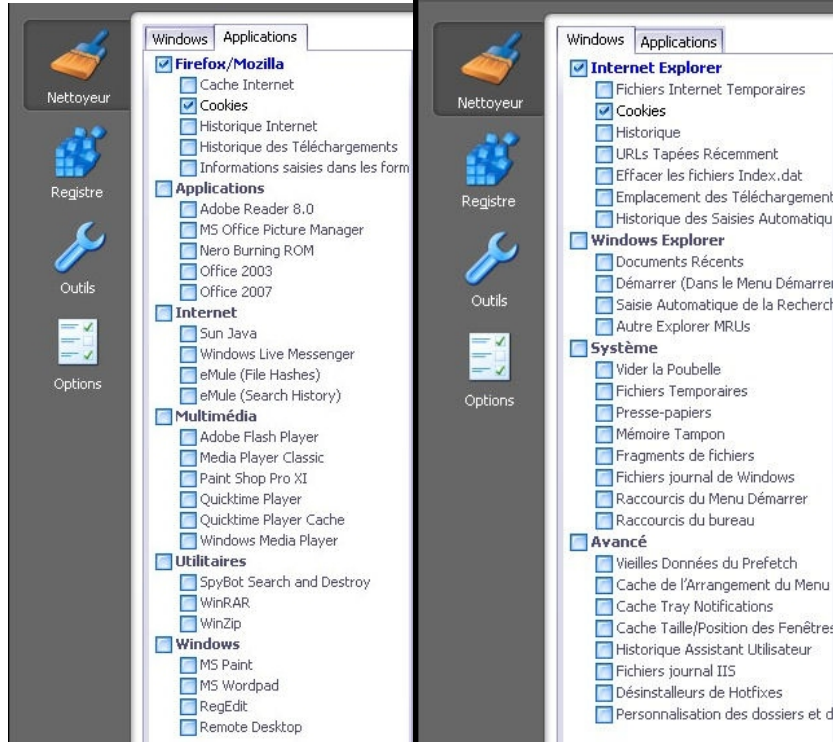 Windows Applications
Nettoyeur
Registre
Outils
Options
Firefox/Mozilla
Cache Internet
Cookies
Historique Internet
Historique des Téléchargements
Informations saisies dans les form
Applications
Adobe Reader 8.0
MS Office Picture Manager
Nero Burning ROM
Office 2003
Office 2007
Internet
Sun Java
Windows Live Messenger
eMule (File Hashes)
eMule (Search History)
Multimédia
Adobe Flash Player
Media Player Classic
Paint Shop Pro XI
Quicktime Player
Quicktime Player Cache
Windows Media Player
Utilitaires
SpyBot Search and Destroy
WinRAR
WinZip
Windows
MS Paint
MS Wordpad
RegEdit
Remote Desktop
Windows Applications
Nettoyeur
Registre
Outils
Options
Internet Explorer
Fichiers Internet Temporaires
Cookies
Historique
URLs Tapées Récemment
Effacer les fichiers Index.dat
Emplacement des Téléchargement
Historique des Saisies Automatiqu
Windows Explorer
Documents Récents
Démarrer (Dans le Menu Démarrer
Saisie Automatique de la Recherch
Autre Explorer MRUs
Système
Vider la Poubelle
Fichiers Temporaires
Presse-papiers
Mémoire Tampon
Fragments de fichiers
Fichiers journal de Windows
Raccourcis du Menu Démarrer
Raccourcis du bureau
Avancé
Vieilles Données du Prefetch
Cache de l'Arrangement du Menu
Cache Tray Notifications
Cache Taille/Position des Fenêtres
Historique Assistant Utilisateur
Fichiers journal IIS
Désinstalleurs de Hotfixes
Personnalisation des dossiers et d